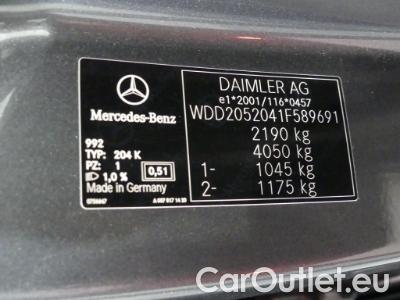 Mercedes-Benz
992
TYP: 204 K
PZ: 1
1,0 % 0,51
Made in Germany
DAIMLER AG
e1*2001/116*0457
WDD2052041F589691
2190 kg
4050 kg
1- 1045 kg
2- 1175 kg
CarOutlet.eu